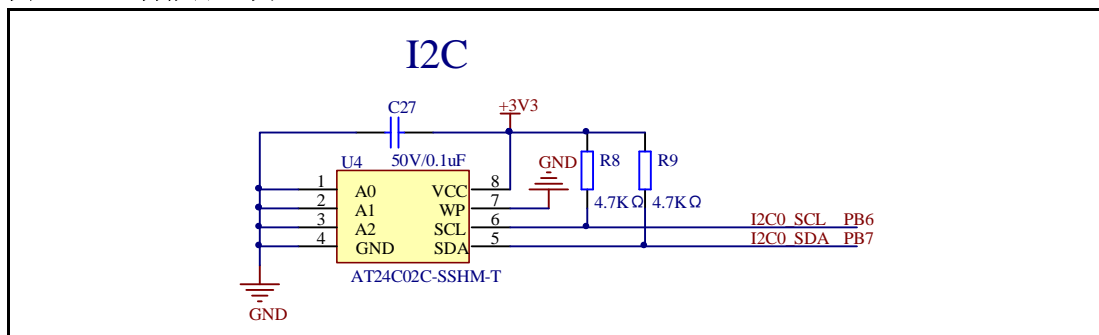 I2C
C27
+3V3
U4
50V/0.1uF
GND
R8
R9
1
A0
VCC
8
2
A1
WP
7
4.7KΩ
4.7KΩ
3
A2
SCL
6
I2C0_SCL
PB6
4
GND
SDA
5
I2C0_SDA
PB7
AT24C02C-SSHM-T
GND